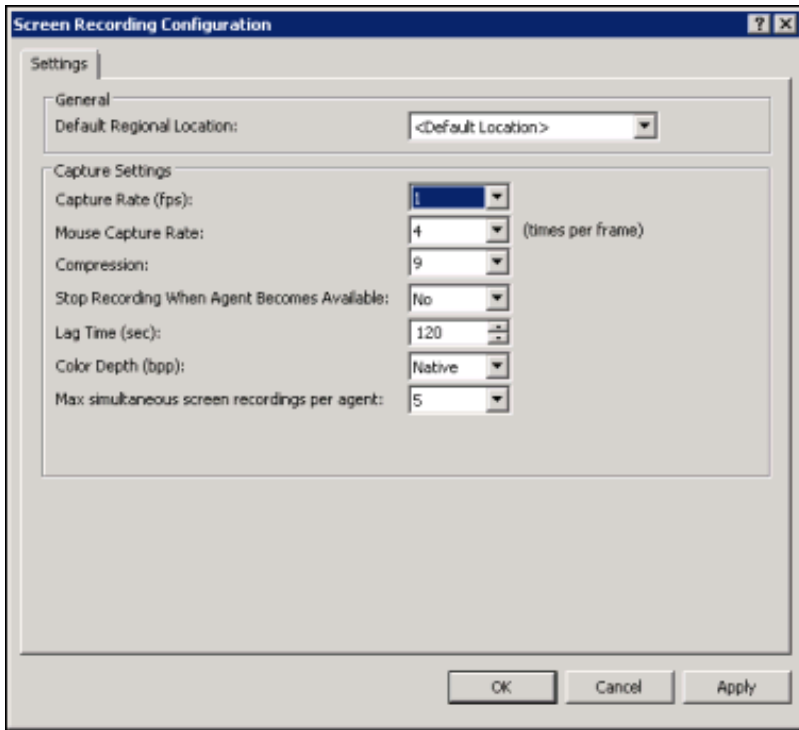 Screen Recording Configuration
Settings
General
Default Regional Location: <Default Location>
Capture Settings
Capture Rate (fps): 1
Mouse Capture Rate: 4 (times per frame)
Compression: 9
Stop Recording When Agent Becomes Available: No
Lag Time (sec): 120
Color Depth (bpp): Native
Max simultaneous screen recordings per agent: 5
OK Cancel Apply